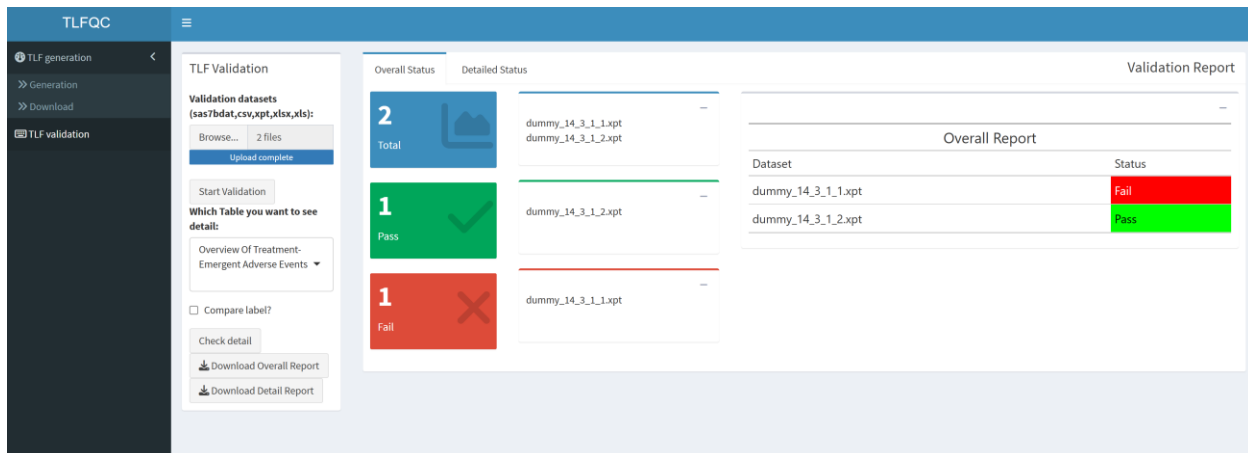 TLFQC
TLF generation
Generation
Download
TLF validation
TLF Validation
Validation datasets
(sas7bdat,csv,xpt,xlsx,xls):
Browse...
2 files
Upload complete
Start Validation
Which Table you want to see
detail:
Overview Of Treatment-
Emergent Adverse Events
Compare label?
Check detail
Download Overall Report
Download Detail Report
Overall Status
Detailed Status
Validation Report
2
Total
dummy_14_3_1_1.xpt
dummy_14_3_1_2.xpt
1
Pass
dummy_14_3_1_2.xpt
1
Fail
dummy_14_3_1_1.xpt
Overall Report
Dataset Status
dummy_14_3_1_1.xpt Fail
dummy_14_3_1_2.xpt Pass